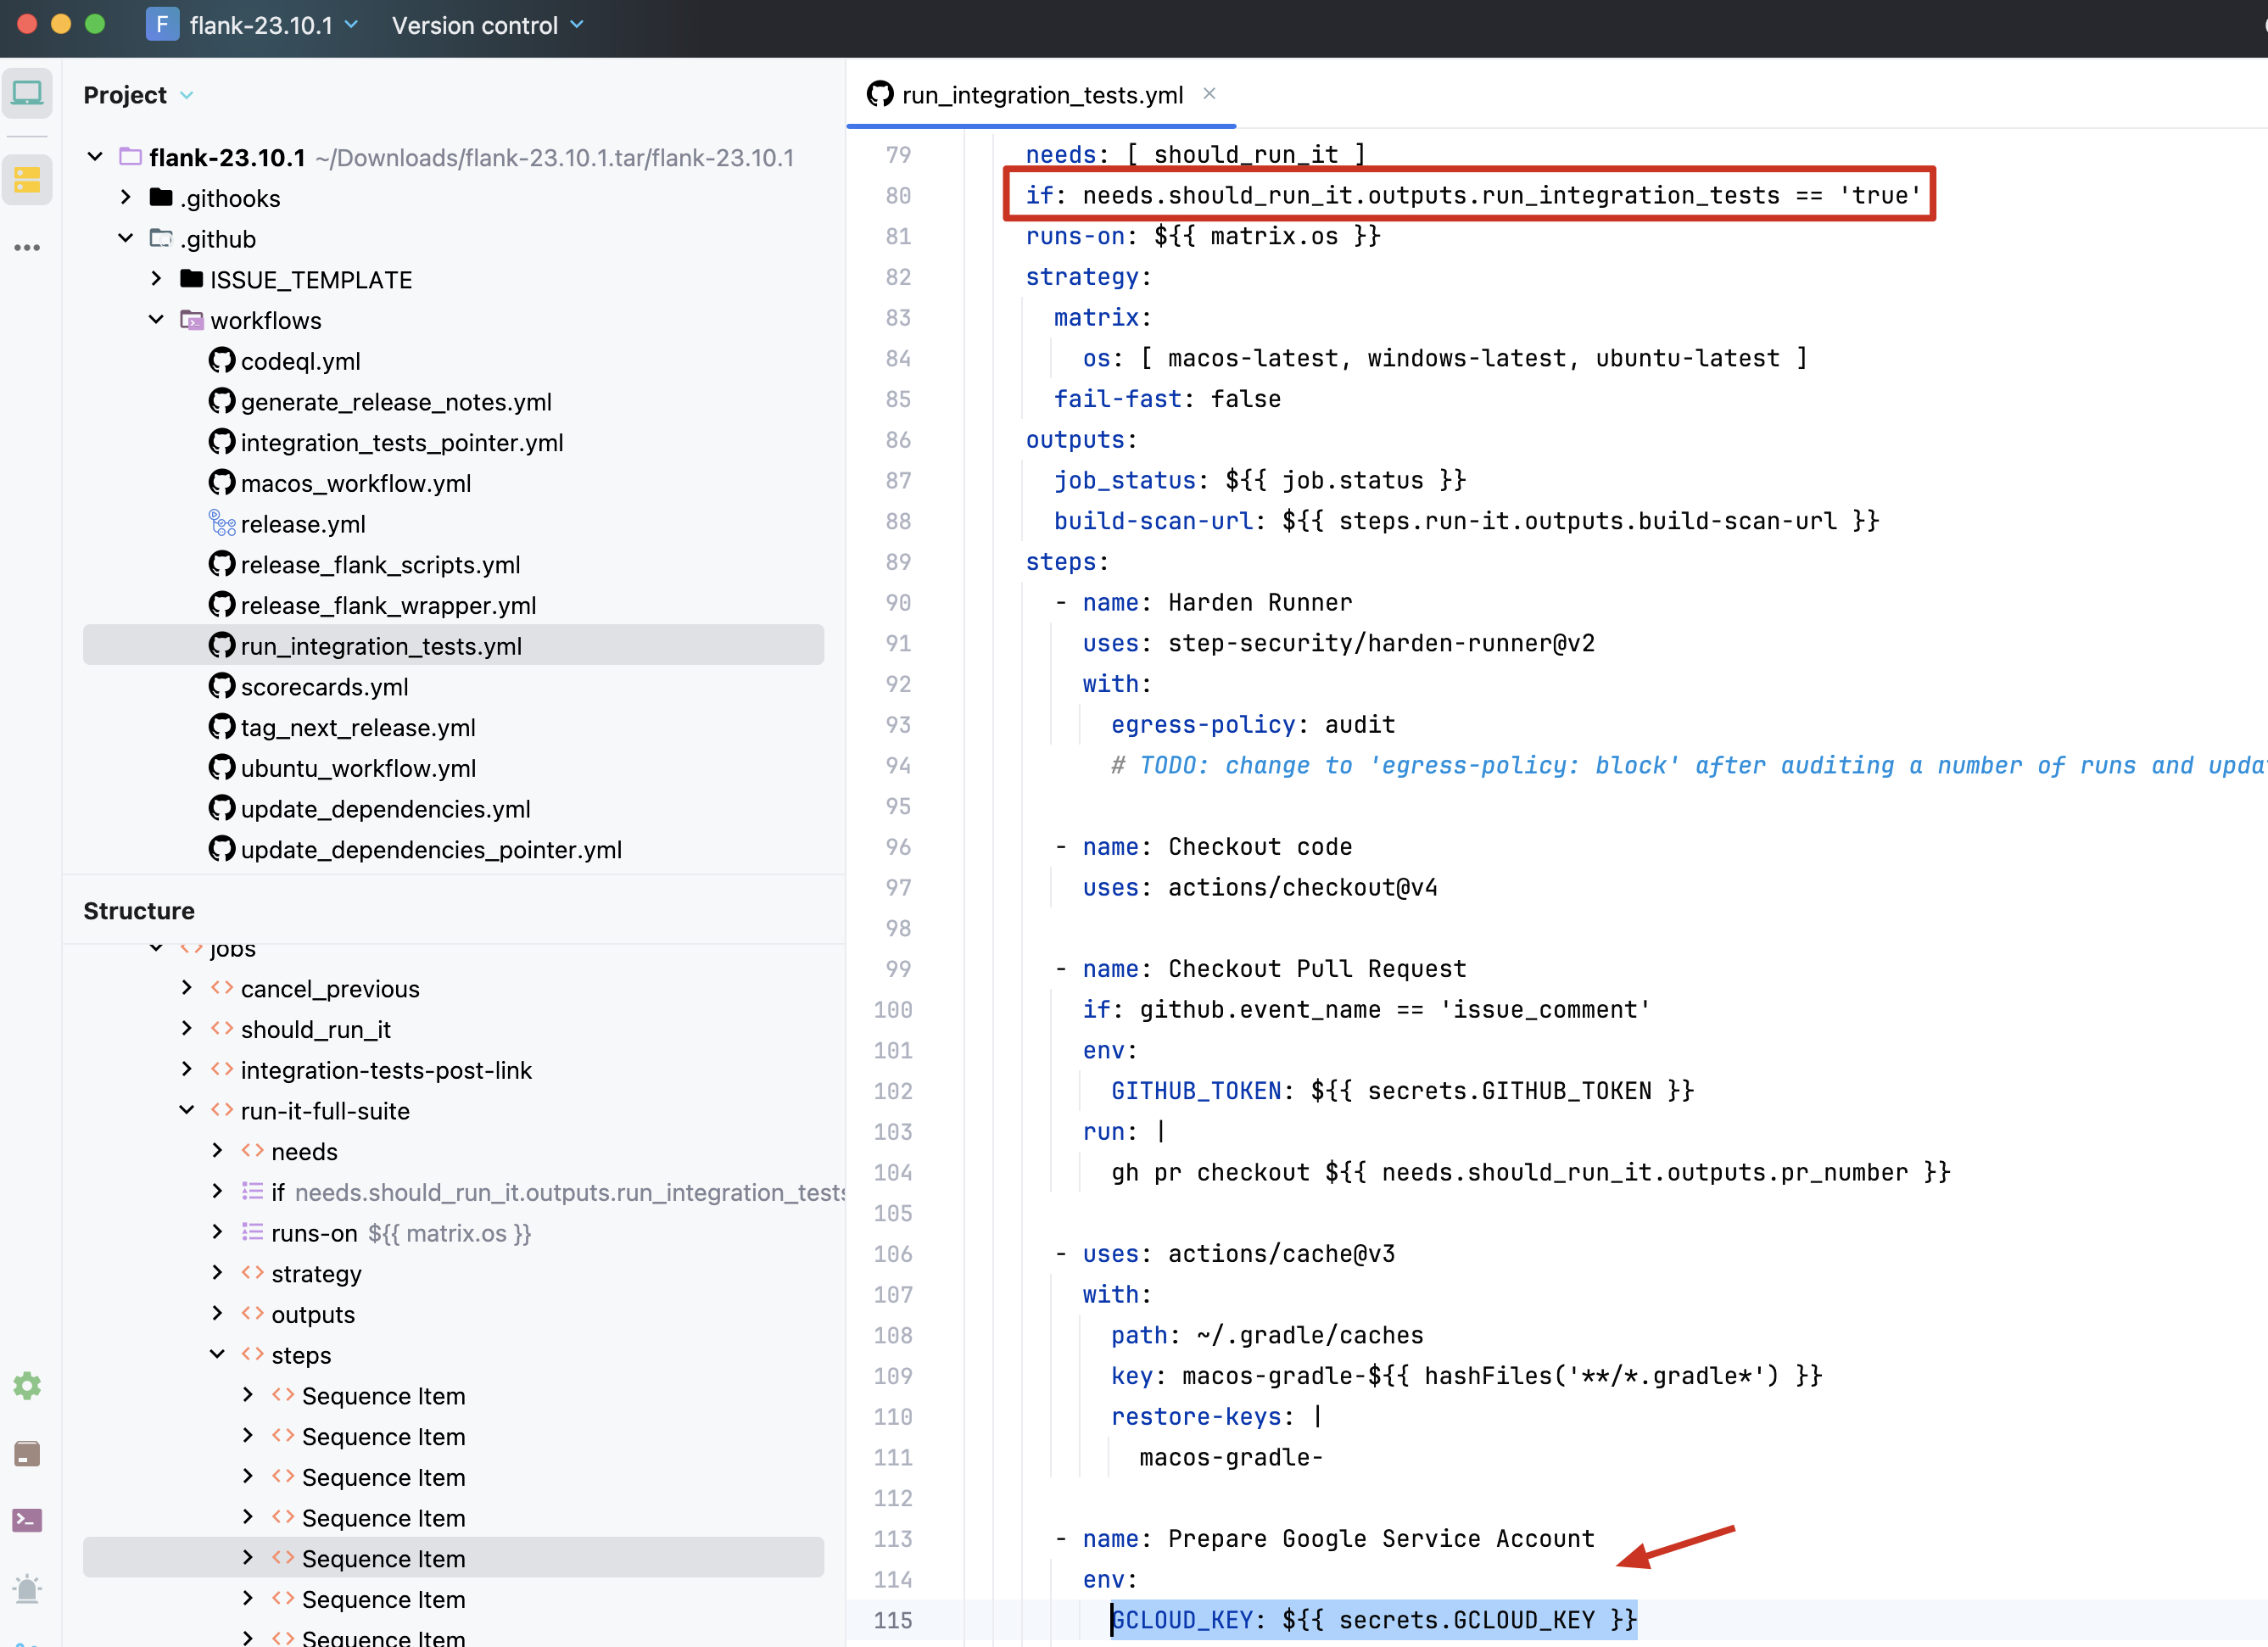 F flank-23.10.1 Version control
Project
flank-23.10.1 ~/Downloads/flank-23.10.1.tar/flank-23.10.1
.githooks
.github
ISSUE_TEMPLATE
workflows
codeql.yml
generate_release_notes.yml
integration_tests_pointer.yml
macos_workflow.yml
release.yml
release_flank_scripts.yml
release_flank_wrapper.yml
run_integration_tests.yml
scorecards.yml
tag_next_release.yml
ubuntu_workflow.yml
update_dependencies.yml
update_dependencies_pointer.yml
Structure
jobs
cancel_previous
should_run_it
integration-tests-post-link
run-it-full-suite
needs
if needs.should_run_it.outputs.run_integration_tests
runs-on ${{ matrix.os }}
strategy
outputs
steps
Sequence Item
Sequence Item
Sequence Item
Sequence Item
Sequence Item
Sequence Item
Sequence Item
run_integration_tests.yml
79 needs: [ should_run_it ]
80 if: needs.should_run_it.outputs.run_integration_tests == 'true'
81 runs-on: ${{ matrix.os }}
82 strategy:
83 matrix:
84 os: [ macos-latest, windows-latest, ubuntu-latest ]
85 fail-fast: false
86 outputs:
87 job_status: ${{ job.status }}
88 build-scan-url: ${{ steps.run-it.outputs.build-scan-url }}
89 steps:
90 - name: Harden Runner
91 uses: step-security/harden-runner@v2
92 with:
93 egress-policy: audit
94 # TODO: change to 'egress-policy: block' after auditing a number of runs and upda
95
96 - name: Checkout code
97 uses: actions/checkout@v4
98
99 - name: Checkout Pull Request
100 if: github.event_name == 'issue_comment'
101 env:
102 GITHUB_TOKEN: ${{ secrets.GITHUB_TOKEN }}
103 run: |
104 gh pr checkout ${{ needs.should_run_it.outputs.pr_number }}
105
106 - uses: actions/cache@v3
107 with:
108 path: ~/.gradle/caches
109 key: macos-gradle-${{ hashFiles('**/*.gradle*') }}
110 restore-keys: |
111 macos-gradle-
112
113 - name: Prepare Google Service Account
114 env:
115 GCLOUD_KEY: ${{ secrets.GCLOUD_KEY }}